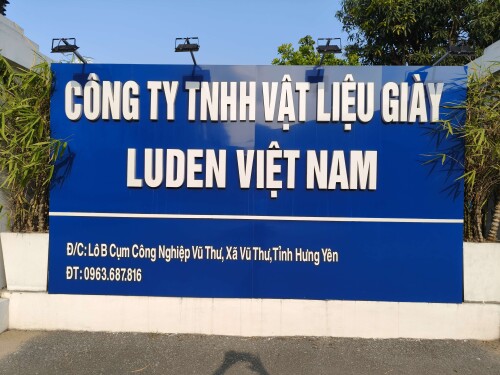 CÔNG TY TNHH VẬT LIỆU GIÀY
LUDEN VIỆT NAM
Đ/C: Lô B Cụm Công Nghiệp Vũ Thư, Xã Vũ Thư,Tỉnh Hưng Yên
ĐT: 0963.687.816